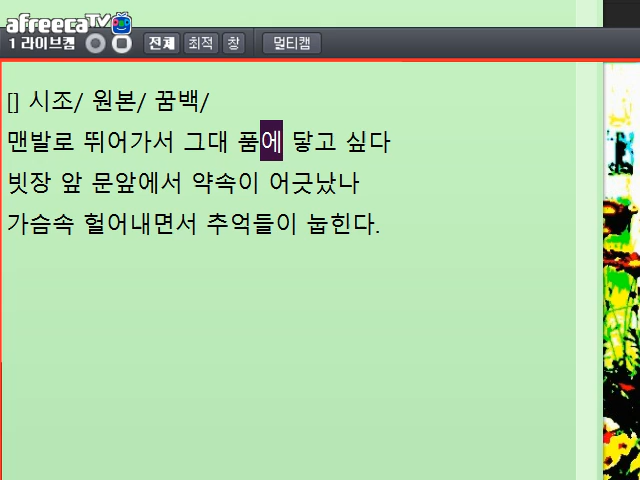 afreecaTV
1 라이브캠 전체 최적 창 멀티캠
[] 시조/ 원본/ 꿈백/
맨발로 뛰어가서 그대 품에 닿고 싶다
빗장 앞 문앞에서 약속이 어긋났나
가슴속 헐어내면서 추억들이 눕힌다.